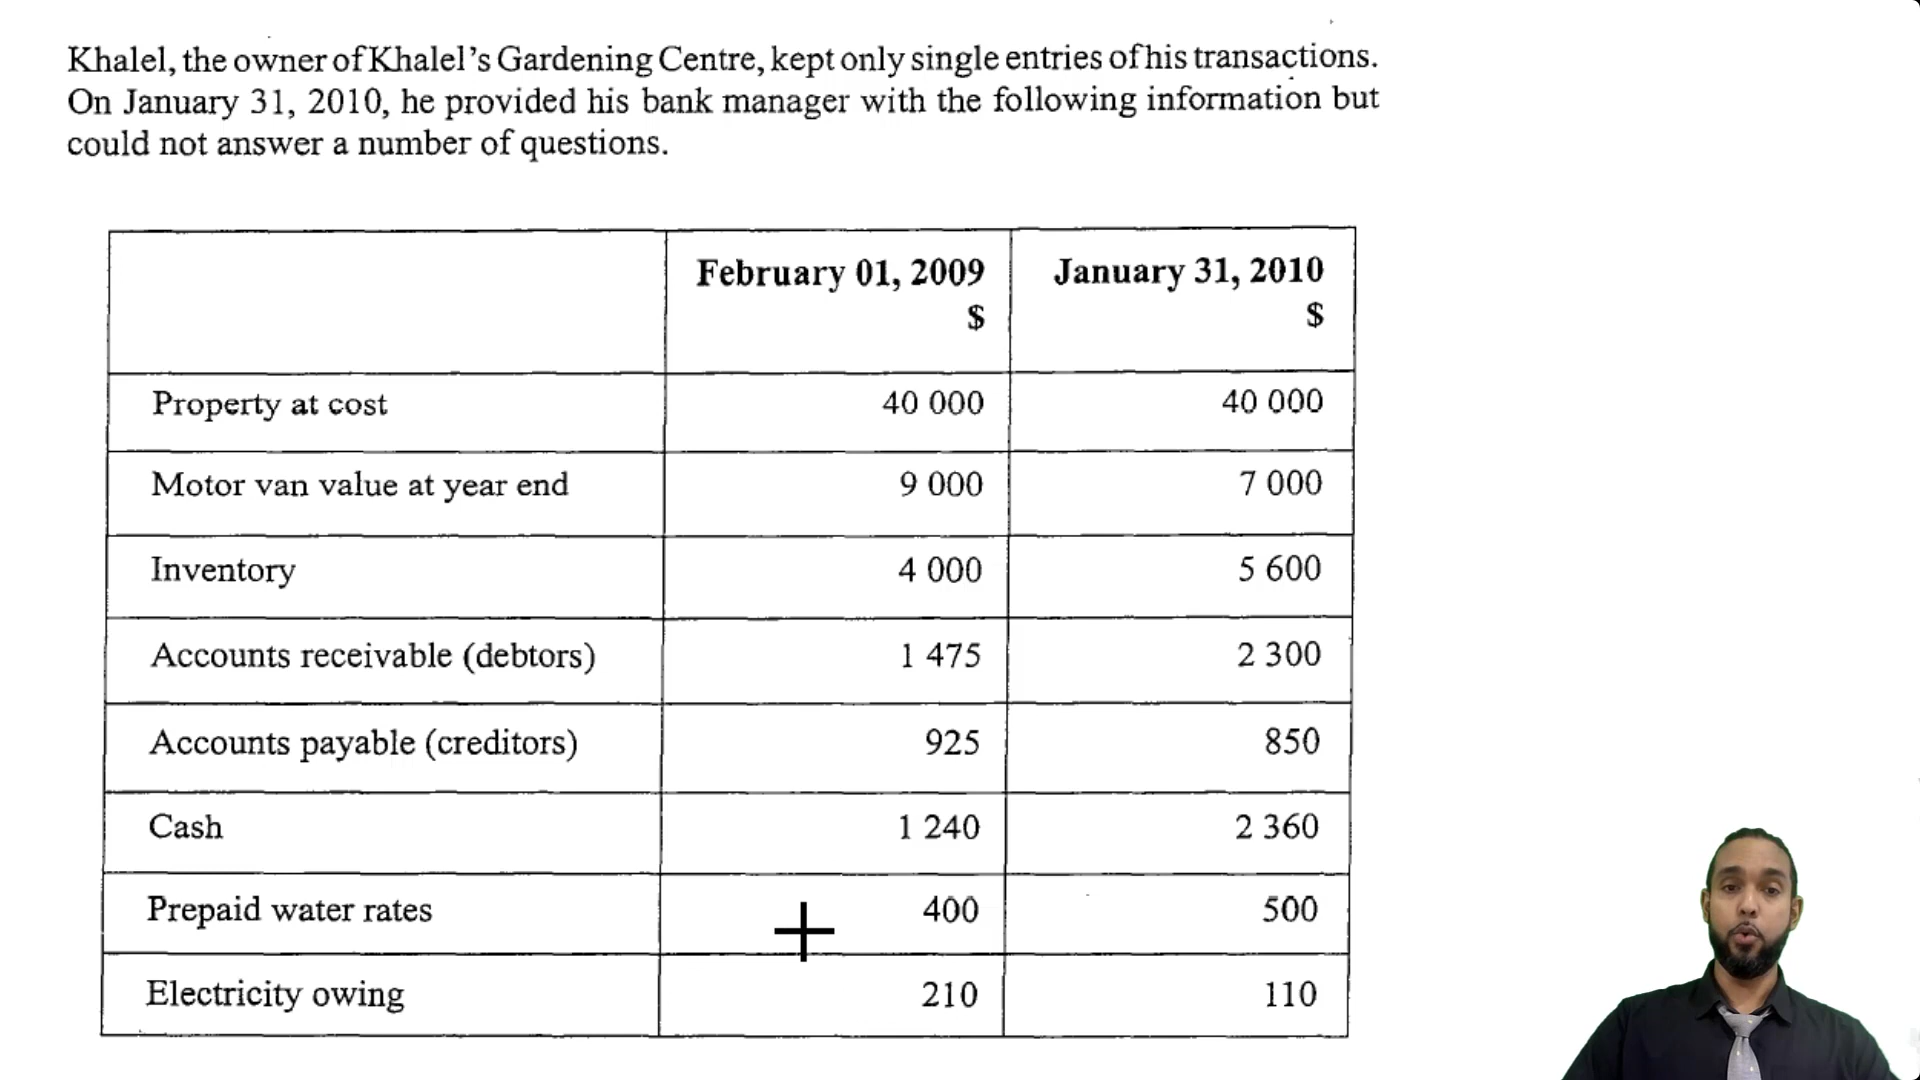 Khalel, the owner of Khalel's Gardening Centre, kept only single entries of his transactions.
On January 31, 2010, he provided his bank manager with the following information but
could not answer a number of questions.
February 01, 2009 January 31, 2010
$ $
Property at cost 40 000 40 000
Motor van value at year end 9 000 7 000
Inventory 4 000 5 600
Accounts receivable (debtors) 1 475 2 300
Accounts payable (creditors) 925 850
Cash 1 240 2 360
Prepaid water rates 400 500
Electricity owing 210 110